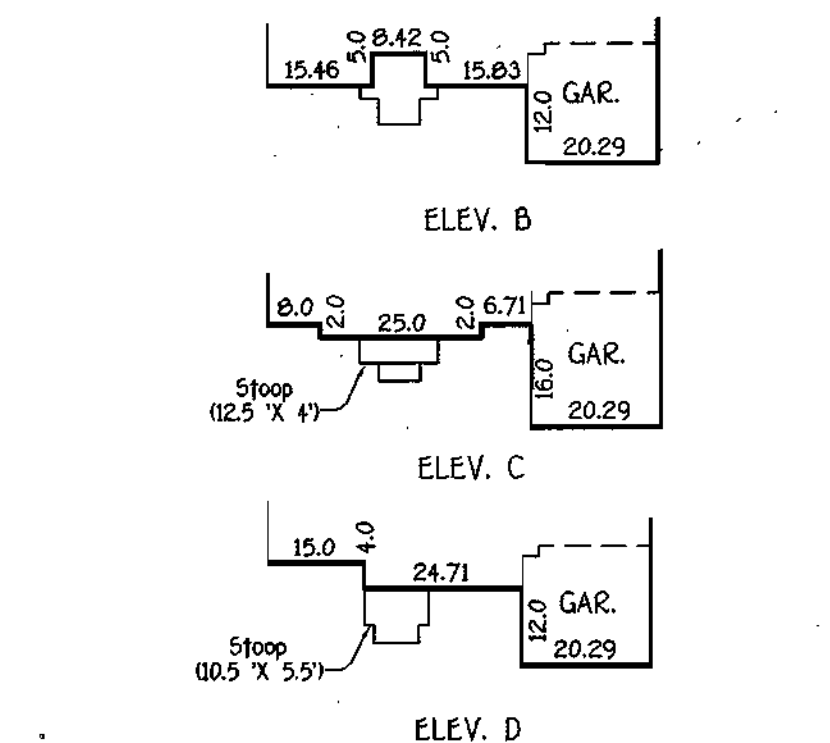 5.0 8.42 5.0
15.46 15.83 GAR.
12.0
20.29
ELEV. B
8.0 2.0 25.0 2.0 6.71
GAR.
16.0
Stoop
(12.5 'X 4')
20.29
ELEV. C
15.0 4.0
24.71
GAR.
12.0
Stoop
(10.5 'X 5.5')
20.29
ELEV. D